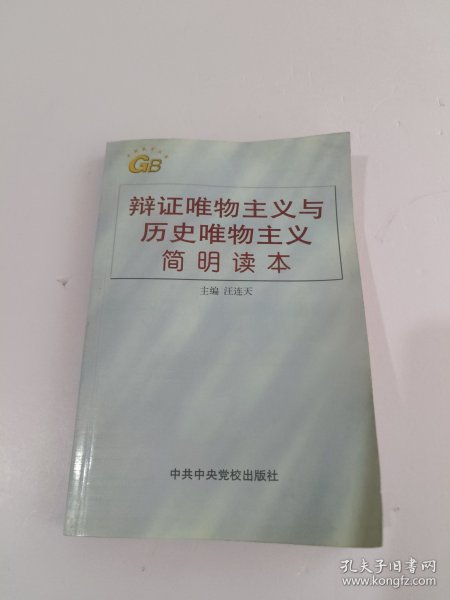 GB
辩证唯物主义与
历史唯物主义
简明读本
主编 汪连天
中共中央党校出版社
孔夫子旧书网
www.kongfz.com